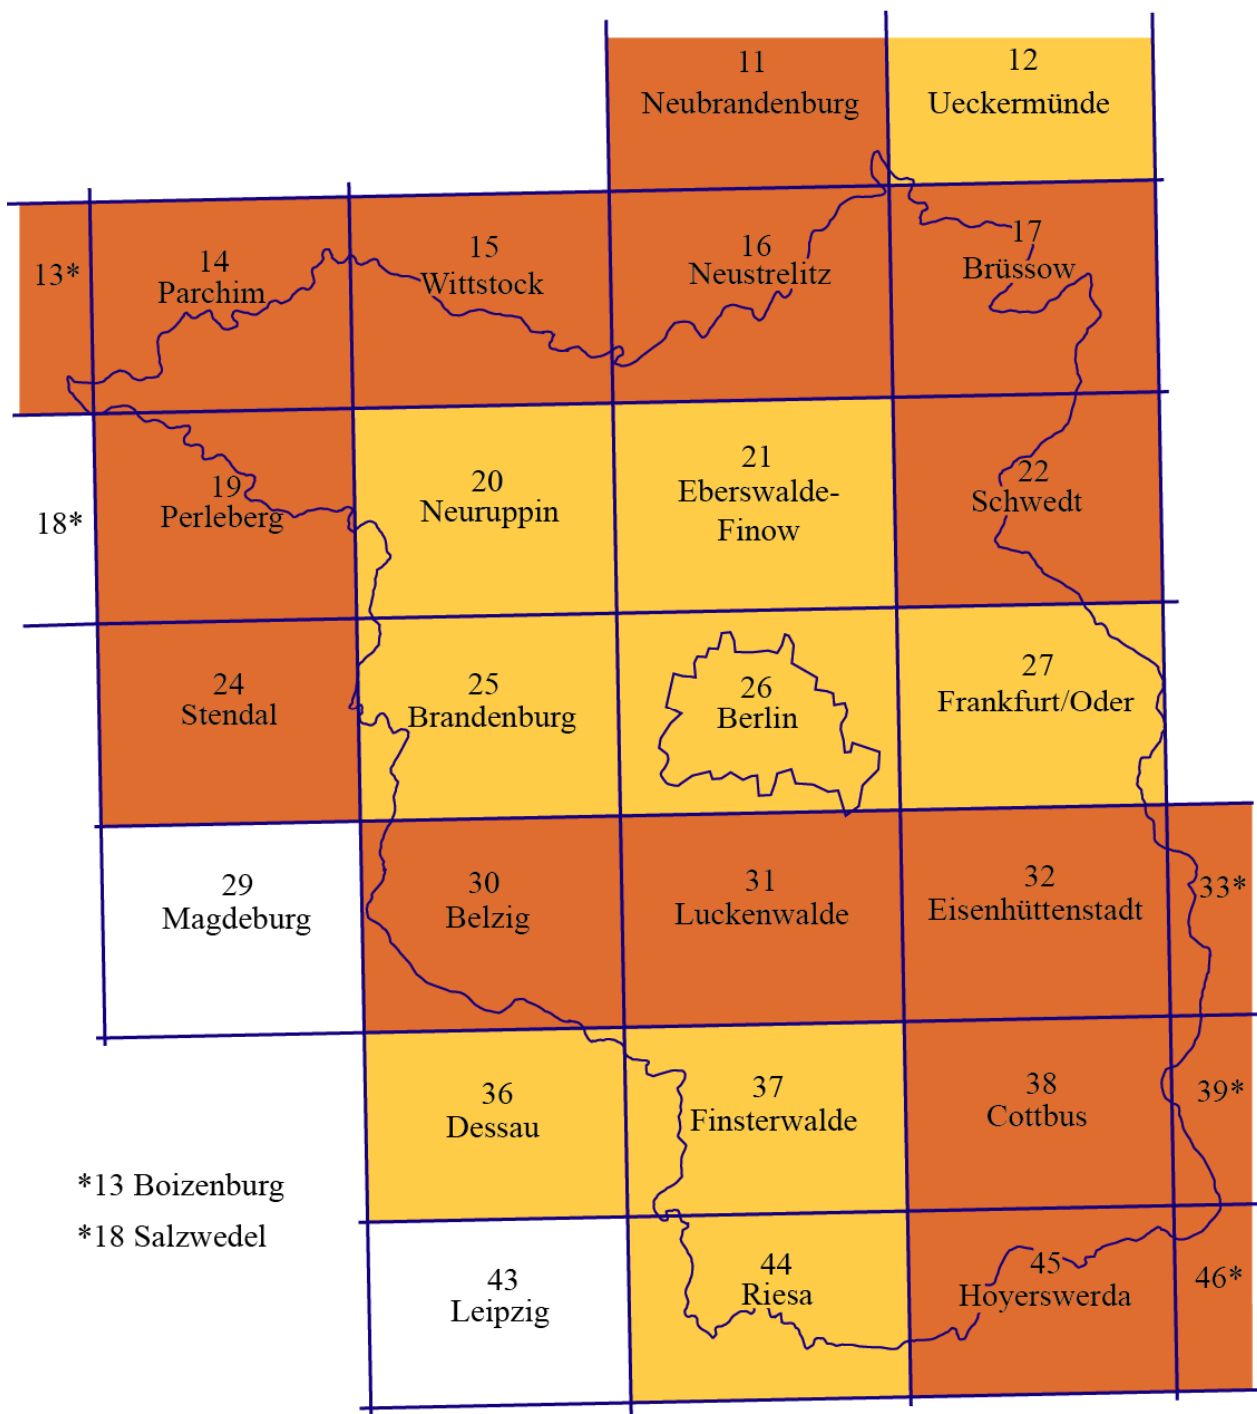 11
Neubrandenburg
12
Ueckermünde
13*
14
Parchim
15
Wittstock
16
Neustrelitz
17
Brüssow
18*
19
Perleberg
20
Neuruppin
21
Eberswalde-
Finow
22
Schwedt
24
Stendal
25
Brandenburg
26
Berlin
27
Frankfurt/Oder
29
Magdeburg
30
Belzig
31
Luckenwalde
32
Eisenhüttenstadt
33*
36
Dessau
37
Finsterwalde
38
Cottbus
39*
*13 Boizenburg
*18 Salzwedel
43
Leipzig
44
Riesa
45
Hoyerswerda
46*